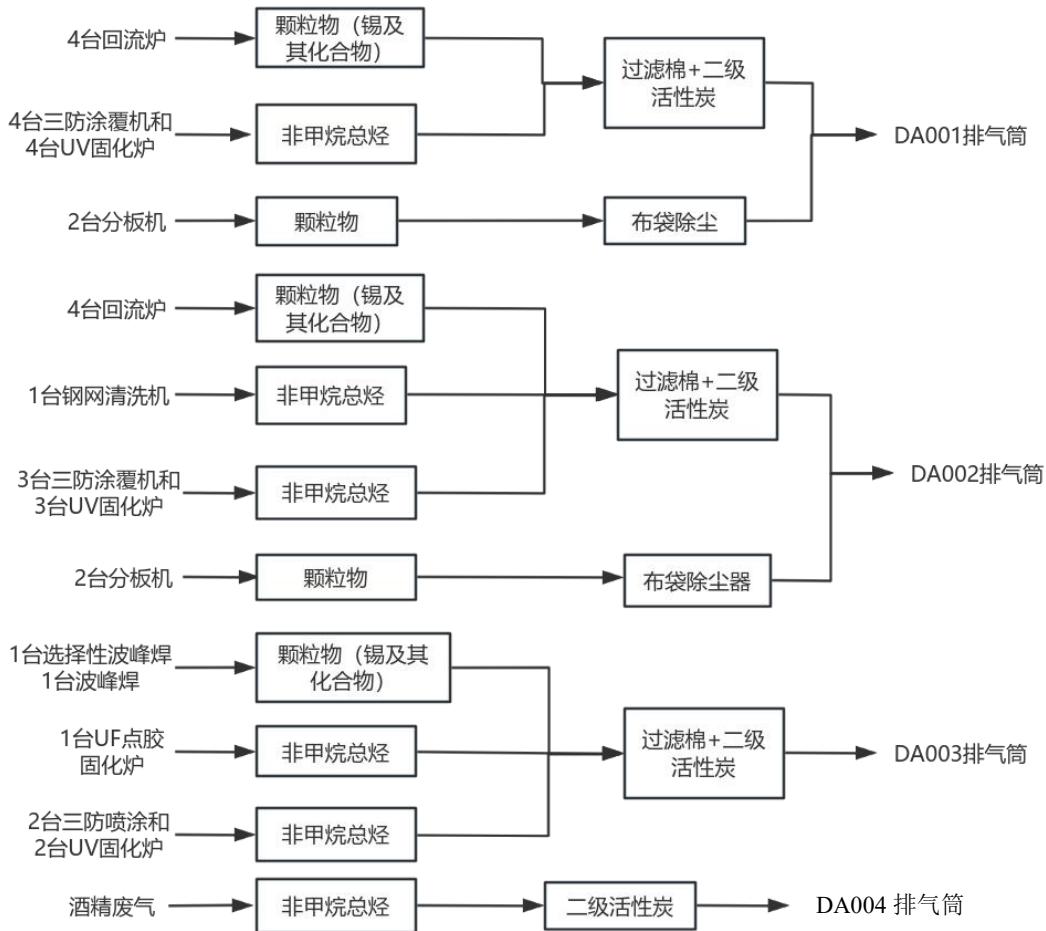 4台回流炉
颗粒物（锡及
其化合物）
过滤棉+二级
活性炭
4台三防涂覆机和
4台UV固化炉
非甲烷总烃
DA001排气筒
2台分板机
颗粒物
布袋除尘
4台回流炉
颗粒物（锡及
其化合物）
1台钢网清洗机
非甲烷总烃
过滤棉+二级
活性炭
3台三防涂覆机和
3台UV固化炉
非甲烷总烃
DA002排气筒
2台分板机
颗粒物
布袋除尘器
1台选择性波峰焊
1台波峰焊
颗粒物（锡及其
化合物）
1台UF点胶
固化炉
非甲烷总烃
过滤棉+二级
活性炭
DA003排气筒
2台三防喷涂和
2台UV固化炉
非甲烷总烃
酒精废气
非甲烷总烃
二级活性炭
DA004 排气筒